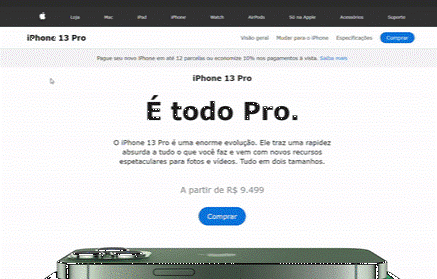 Loja Mac iPad iPhone Watch AirPods Só na Apple Acessórios Suporte
iPhone 13 Pro Visão geral Mudar para o iPhone Especificações Comprar
Pague seu novo iPhone em até 12 parcelas ou economize 10% nos pagamentos à vista. Saiba mais
iPhone 13 Pro
É todo Pro.
O iPhone 13 Pro é uma enorme evolução. Ele traz uma rapidez
absurda a tudo o que você faz e vem com novos recursos
espetaculares para fotos e vídeos. Tudo em dois tamanhos.
A partir de R$ 9.499
Comprar